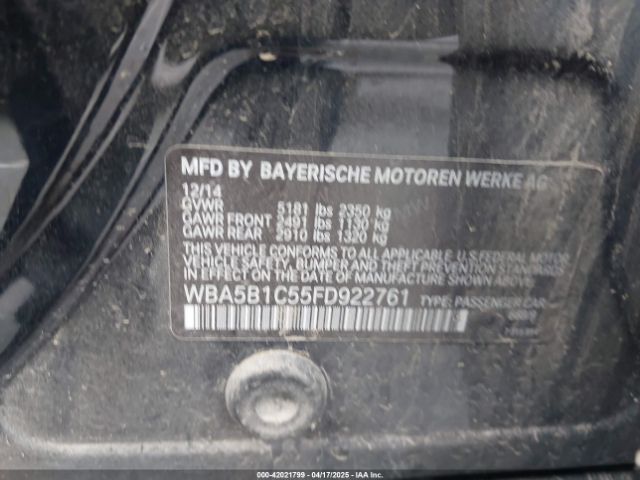 MFD BY BAYERISCHE MOTOREN WERKE AG
12/14
GVWR 5181 lbs 2350 kg
GAWR FRONT 2491 lbs 1130 kg
GAWR REAR 2910 lbs 1320 kg
THIS VEHICLE CONFORMS TO ALL APPLICABLE U.S. FEDERAL MOTOR
VEHICLE SAFETY, BUMPER AND THEFT PREVENTION STANDARDS
IN EFFECT ON THE DATE OF MANUFACTURE SHOWN ABOVE.
WBA5B1C55FD922761 TYPE: PASSENGER CAR
000-42021799 04/17/2025 IAAI.COM